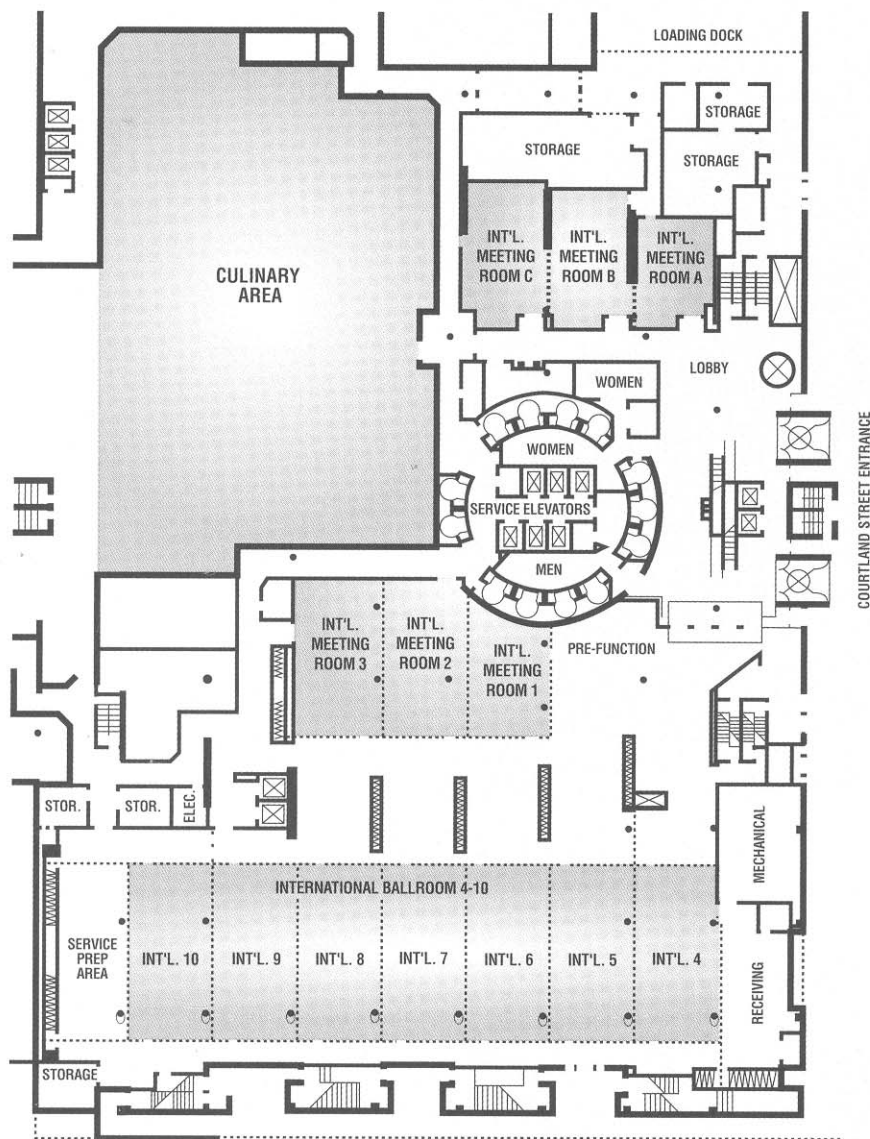 LOADING DOCK
STORAGE
STORAGE
STORAGE
INT'L.
MEETING
ROOM C
INT'L.
MEETING
ROOM B
INT'L.
MEETING
ROOM A
CULINARY
AREA
LOBBY
WOMEN
COURTLAND STREET ENTRANCE
WOMEN
SERVICE ELEVATORS
MEN
INT'L.
MEETING
ROOM 3
INT'L.
MEETING
ROOM 2
INT'L.
MEETING
ROOM 1
PRE-FUNCTION
STOR.
STOR.
ELEC.
MECHANICAL
INTERNATIONAL BALLROOM 4-10
SERVICE
PREP
AREA
INT'L. 10
INT'L. 9
INT'L. 8
INT'L. 7
INT'L. 6
INT'L. 5
INT'L. 4
RECEIVING
STORAGE